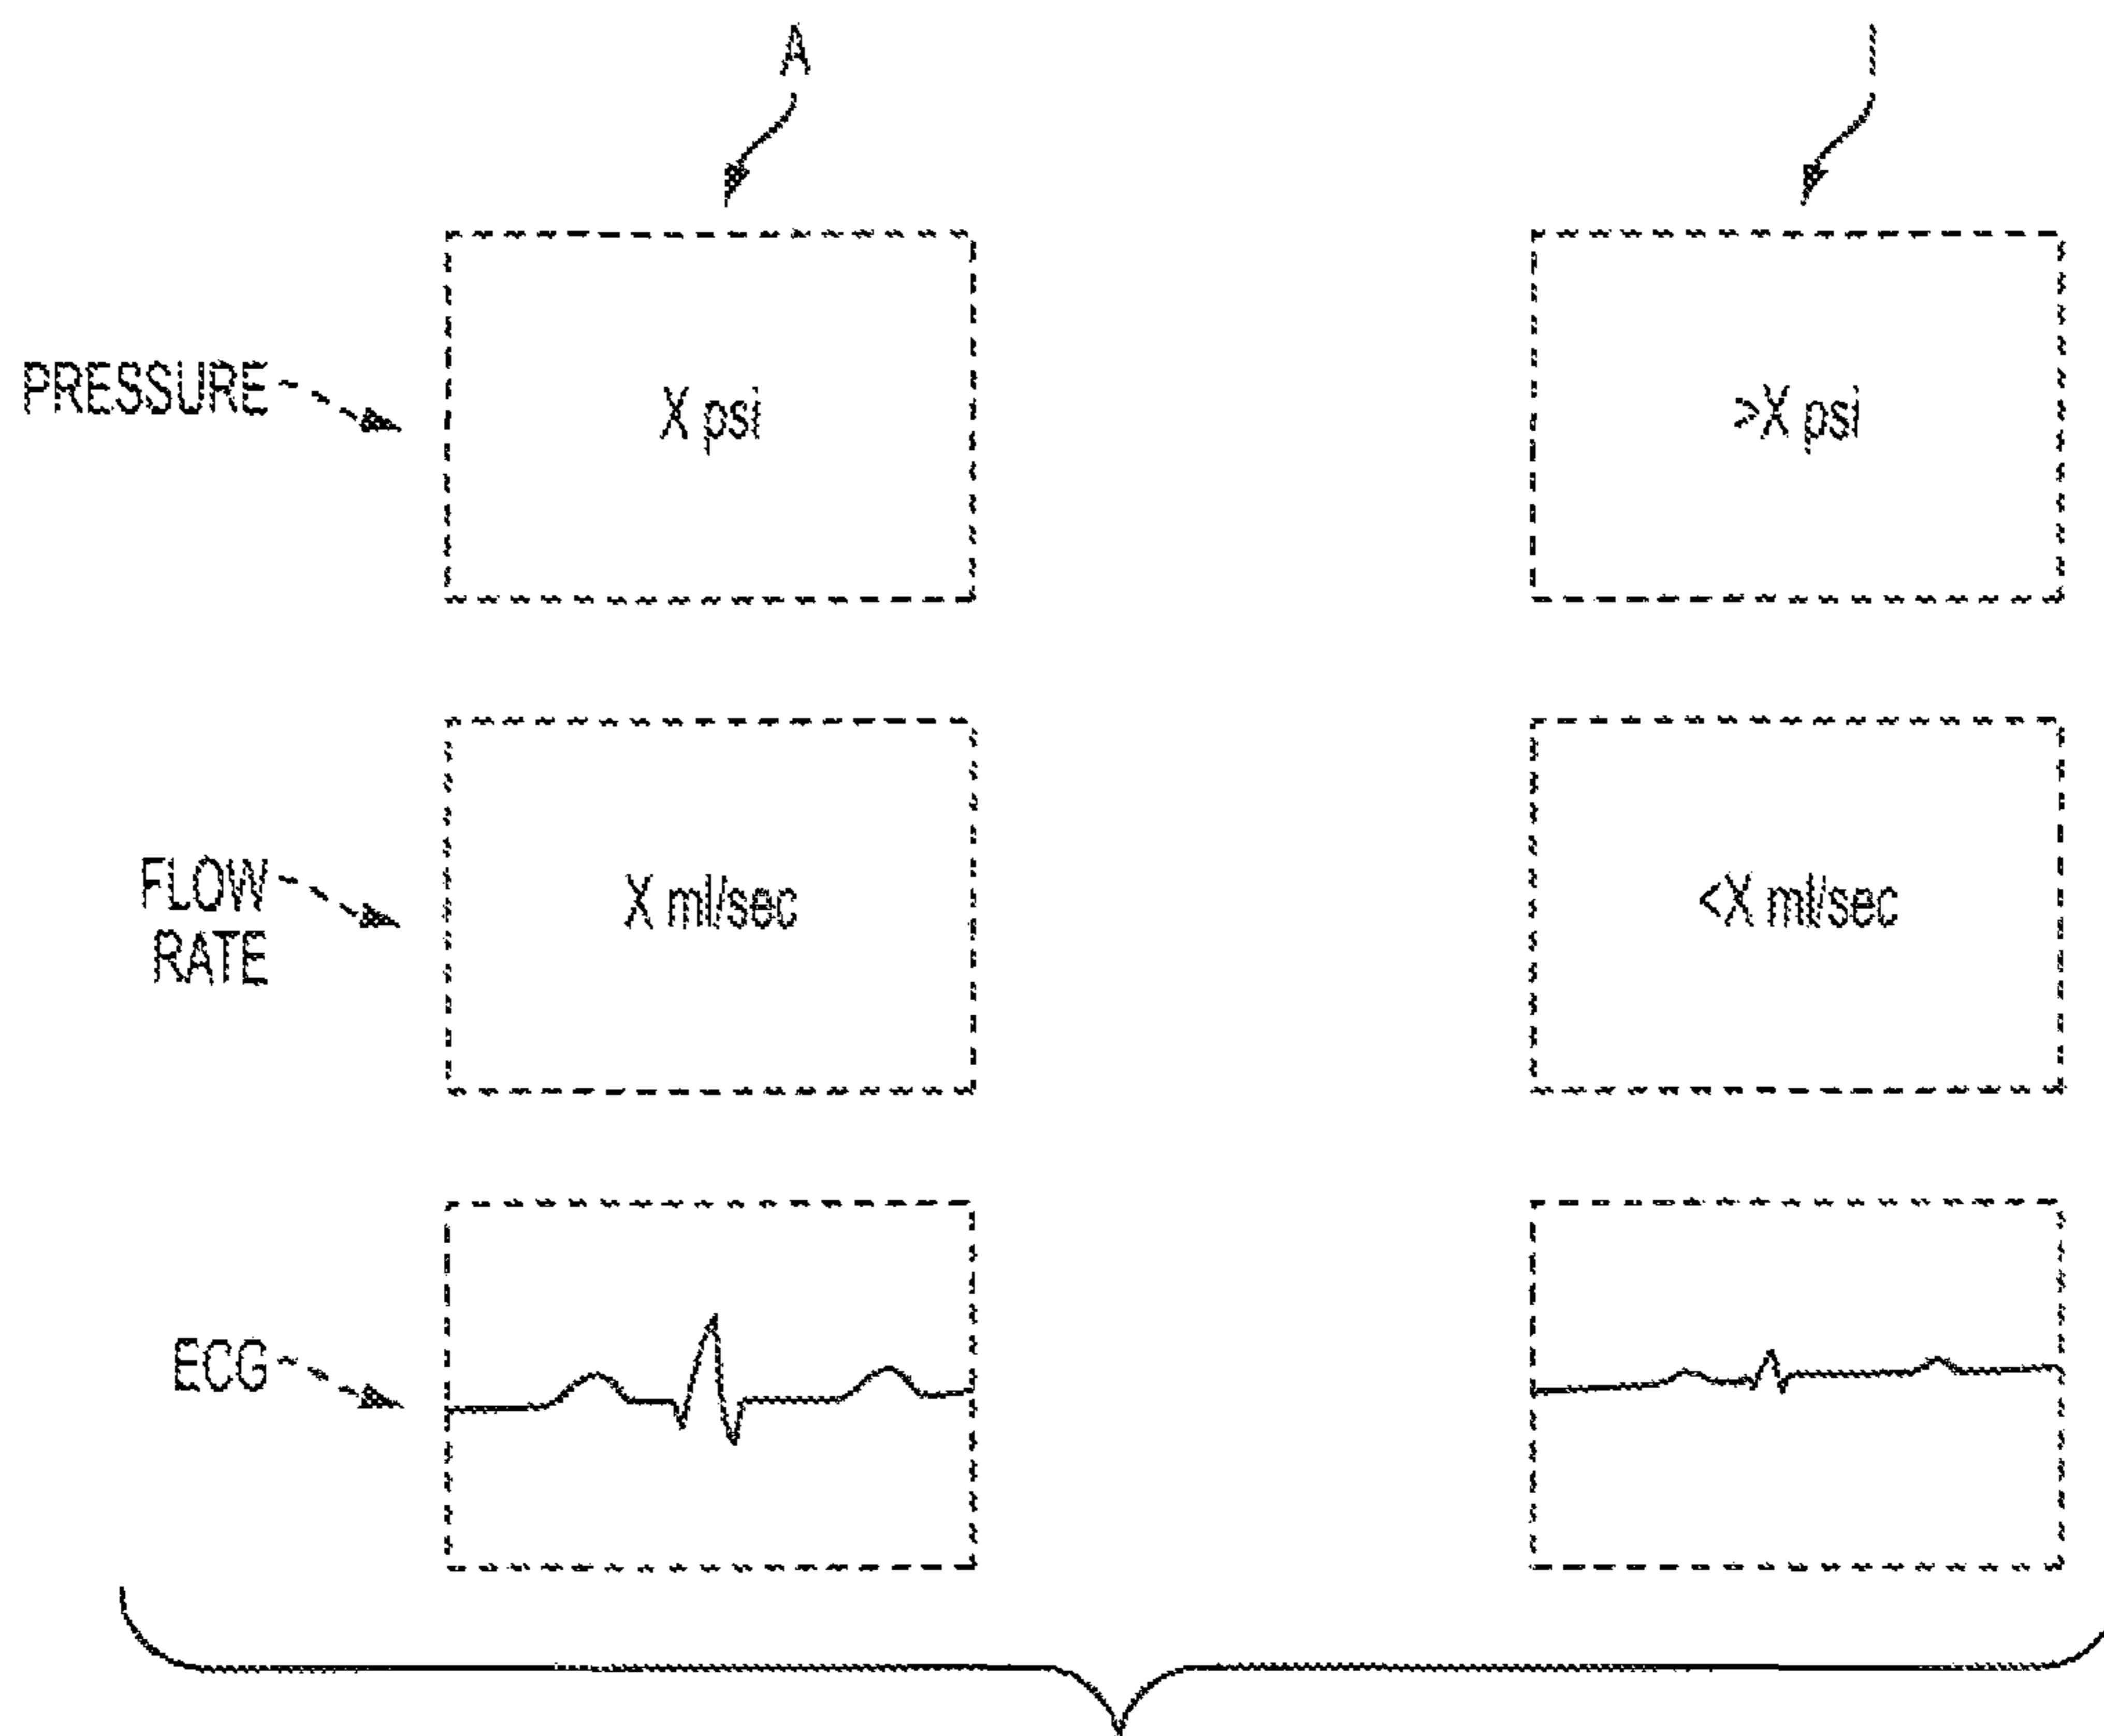 A
I
PRESSURE
X psi
>X psi
FLOW
RATE
X ml/sec
<X ml/sec
ECG